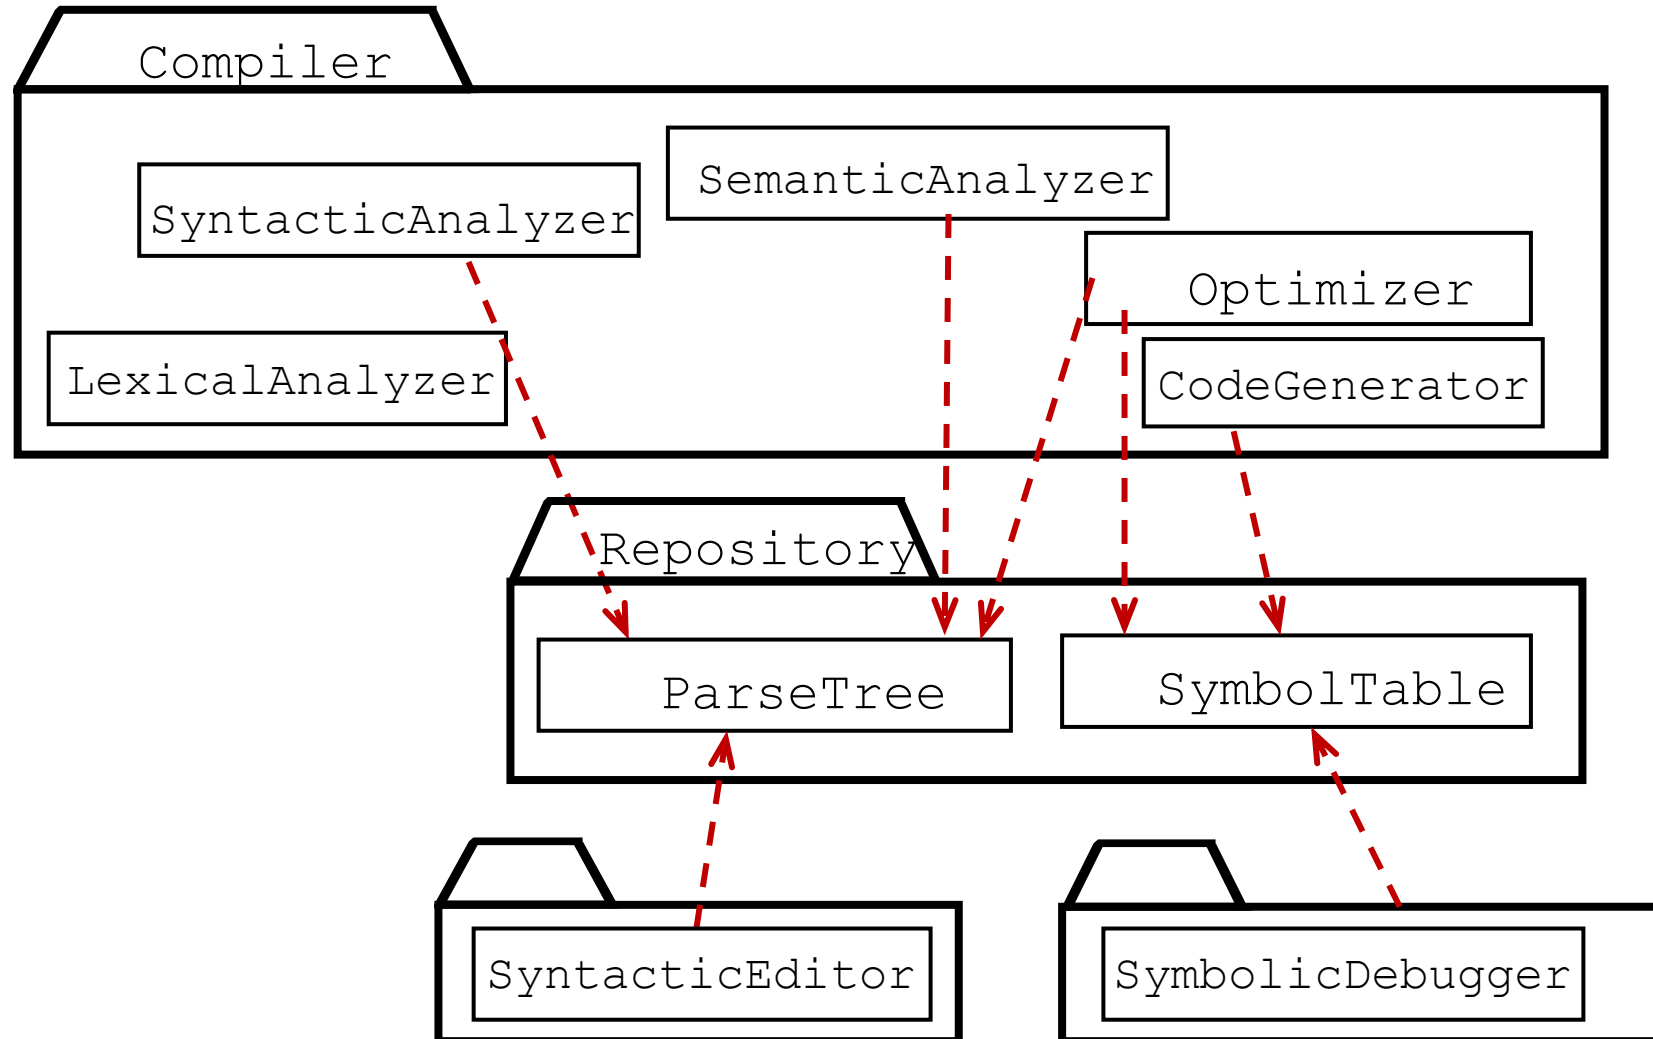 Compiler
SemanticAnalyzer
SyntacticAnalyzer
Optimizer
LexicalAnalyzer
CodeGenerator
Repository
ParseTree
SymbolTable
SyntacticEditor
SymbolicDebugger